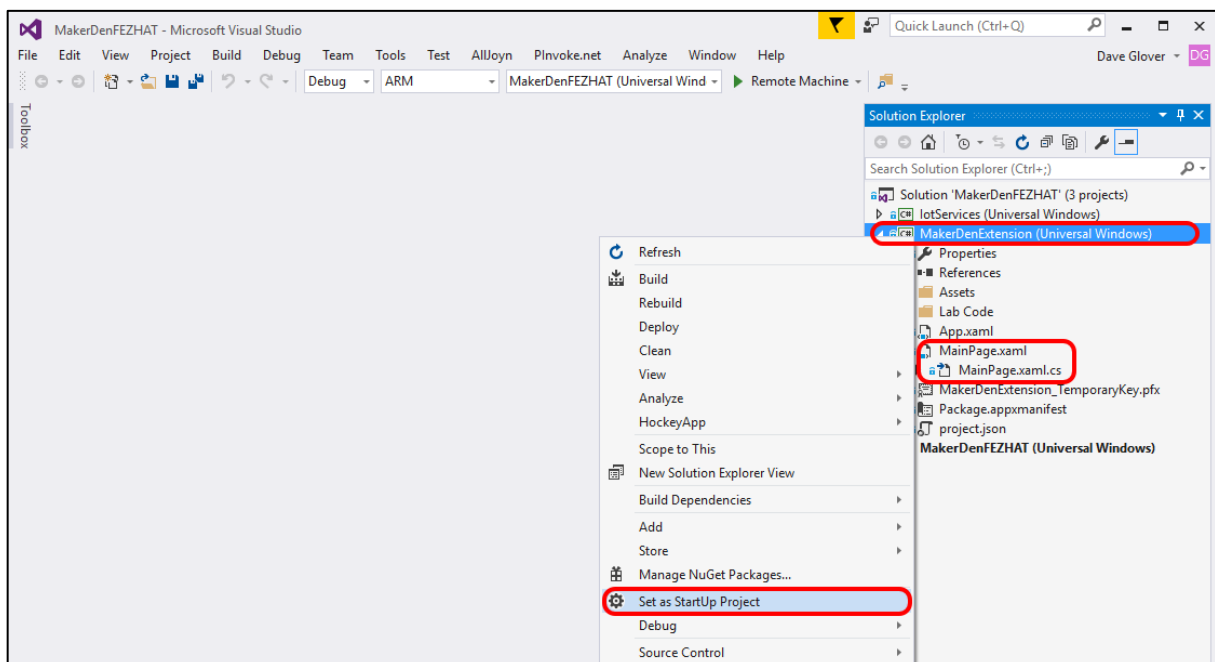 MakerDenFEZHAT - Microsoft Visual Studio
Quick Launch (Ctrl+Q)
File Edit View Project Build Debug Team Tools Test AllJoyn PInvoke.net Analyze Window Help
Dave Glover DG
Debug ARM MakerDenFEZHAT (Universal Wind Remote Machine
Toolbox
Solution Explorer
Search Solution Explorer (Ctrl+;)
Solution 'MakerDenFEZHAT' (3 projects)
C# IotServices (Universal Windows)
C# MakerDenExtension (Universal Windows)
Properties
References
Assets
Lab Code
App.xaml
MainPage.xaml
MainPage.xaml.cs
MakerDenExtension_TemporaryKey.pfx
Package.appxmanifest
project.json
MakerDenFEZHAT (Universal Windows)
Refresh
Build
Rebuild
Deploy
Clean
View
Analyze
HockeyApp
Scope to This
New Solution Explorer View
Build Dependencies
Add
Store
Manage NuGet Packages...
Set as StartUp Project
Debug
Source Control